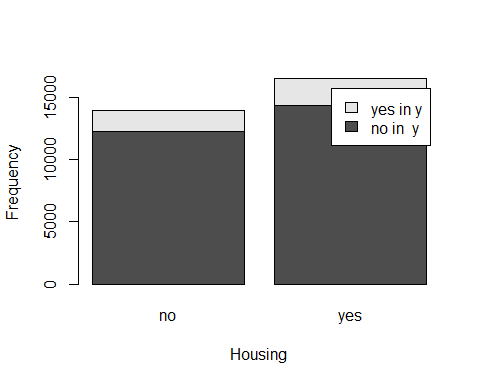 15000
10000
5000
0
Frequency
yes in y
no in  y
no
yes
Housing